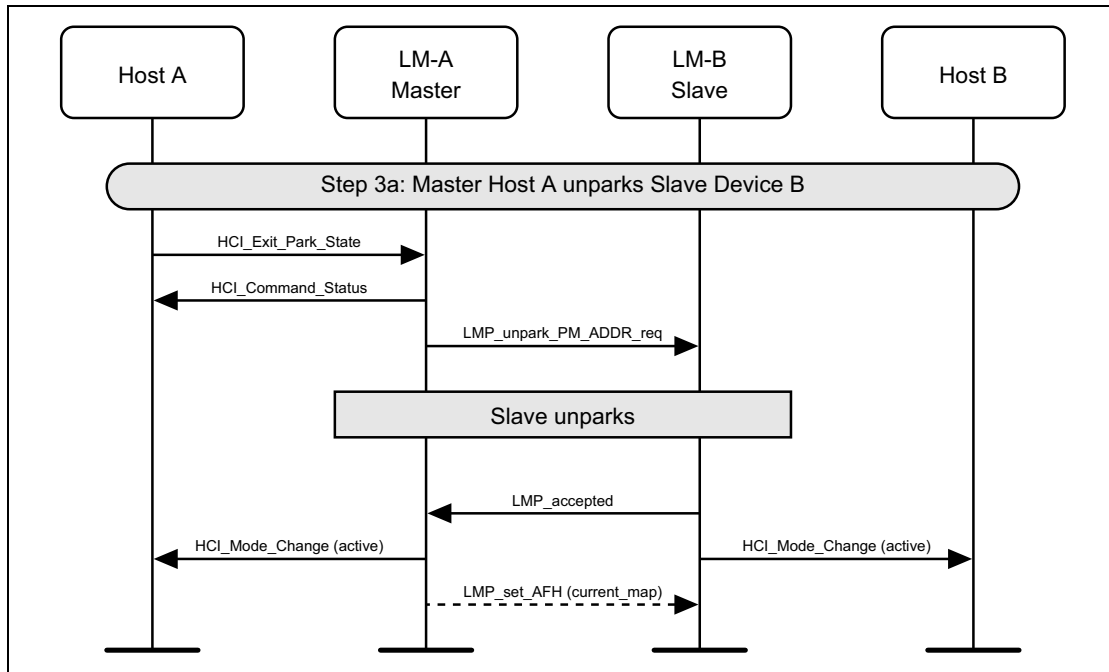 Host A
LM-A
Master
LM-B
Slave
Host B
Step 3a: Master Host A unparks Slave Device B
HCI_Exit_Park_State
HCI_Command_Status
LMP_unpark_PM_ADDR_req
Slave unparks
LMP_accepted
HCI_Mode_Change (active)
HCI_Mode_Change (active)
LMP_set_AFH (current_map)